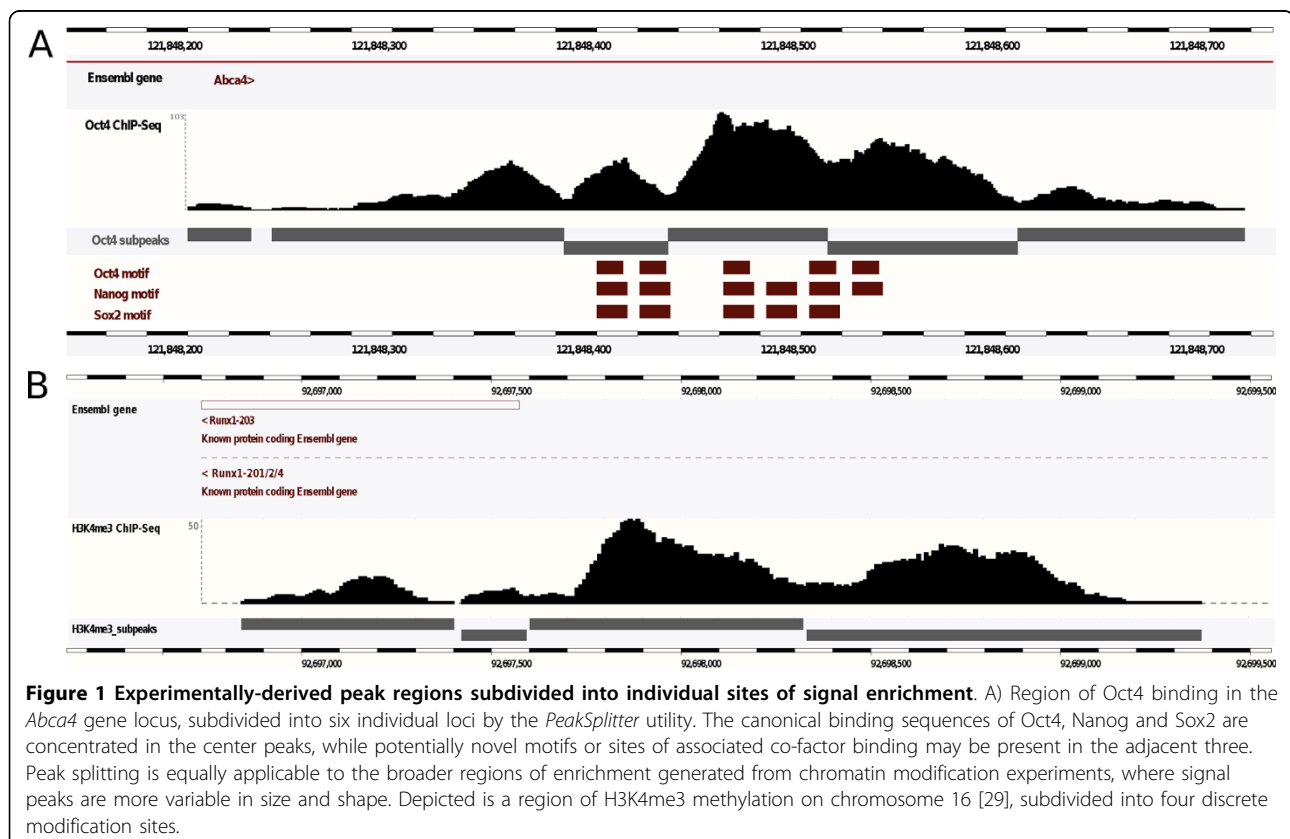 A
121,848,200 121,848,300 121,848,400 121,848,500 121,848,600 121,848,700
Ensembl gene Abca4>
Oct4 ChIP-Seq 103
Oct4 subpeaks
Oct4 motif
Nanog motif
Sox2 motif
121,848,200 121,848,300 121,848,400 121,848,500 121,848,600 121,848,700
B
92,697,000 92,697,500 92,698,000 92,698,500 92,699,000 92,699,500
Ensembl gene
< Runx1-203
Known protein coding Ensembl gene
< Runx1-201/2/4
Known protein coding Ensembl gene
H3K4me3 ChIP-Seq 50
H3K4me3_subpeaks
92,697,000 92,697,500 92,698,000 92,698,500 92,699,000 92,699,500
Figure 1 Experimentally-derived peak regions subdivided into individual sites of signal enrichment. A) Region of Oct4 binding in the
Abca4 gene locus, subdivided into six individual loci by the PeakSplitter utility. The canonical binding sequences of Oct4, Nanog and Sox2 are
concentrated in the center peaks, while potentially novel motifs or sites of associated co-factor binding may be present in the adjacent three.
Peak splitting is equally applicable to the broader regions of enrichment generated from chromatin modification experiments, where signal
peaks are more variable in size and shape. Depicted is a region of H3K4me3 methylation on chromosome 16 [29], subdivided into four discrete
modification sites.